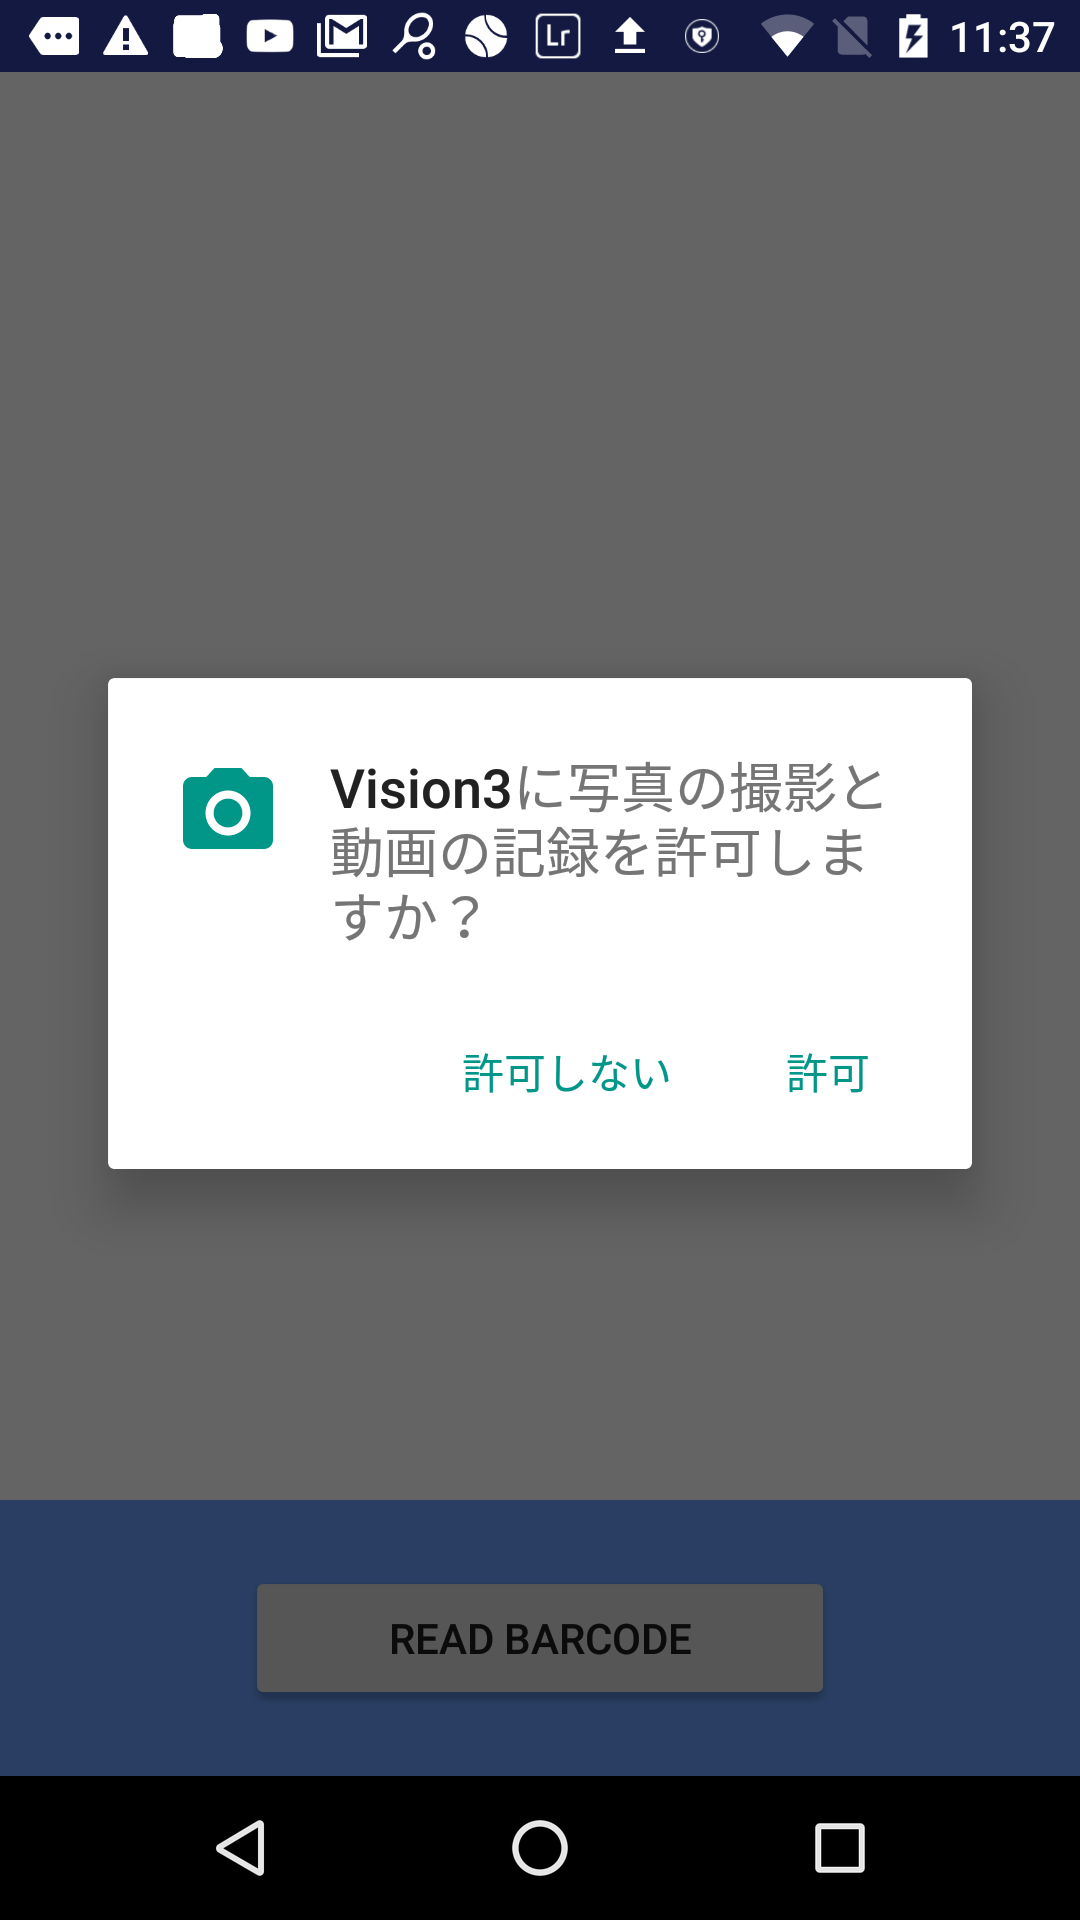 Lr
11:37
Vision3に写真の撮影と
動画の記録を許可しま
すか？
許可しない 許可
READ BARCODE